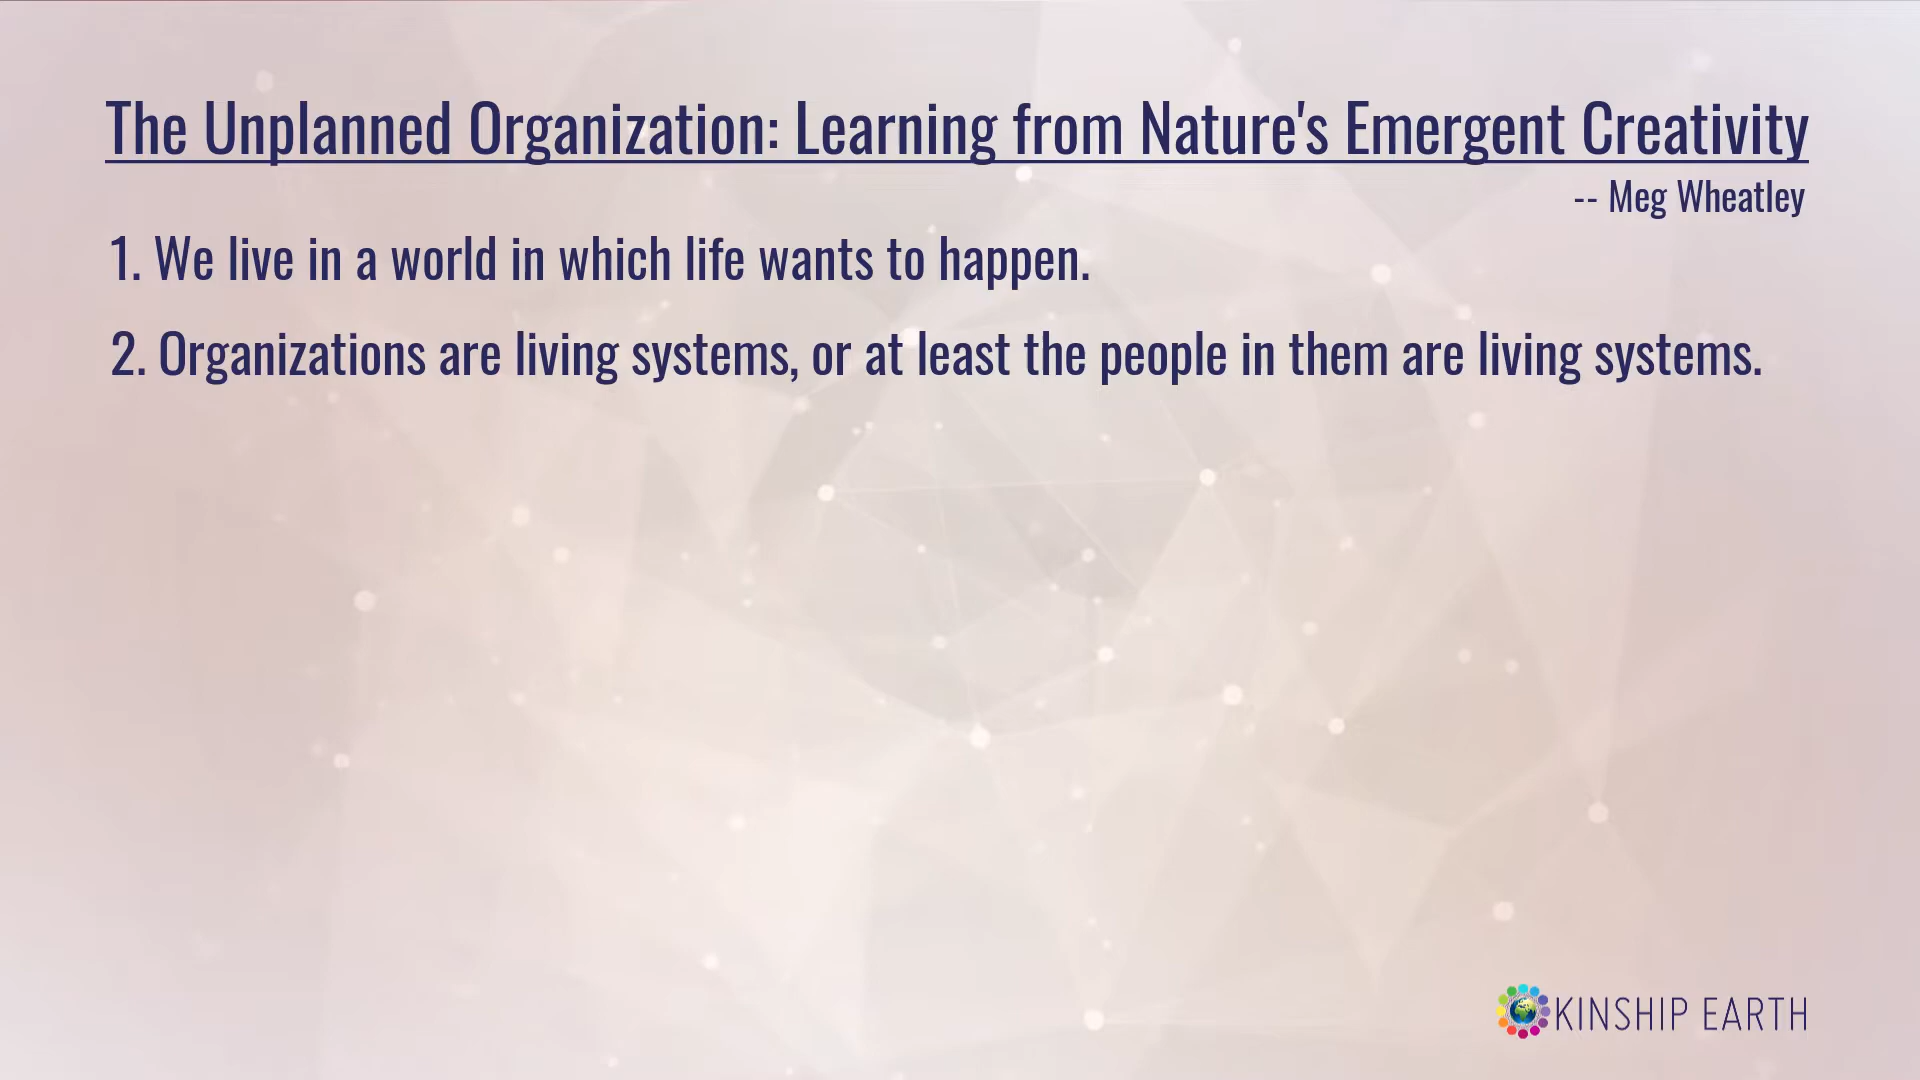 The Unplanned Organization: Learning from Nature's Emergent Creativity
-- Meg Wheatley
1. We live in a world in which life wants to happen.
2. Organizations are living systems, or at least the people in them are living systems.
KINSHIP EARTH